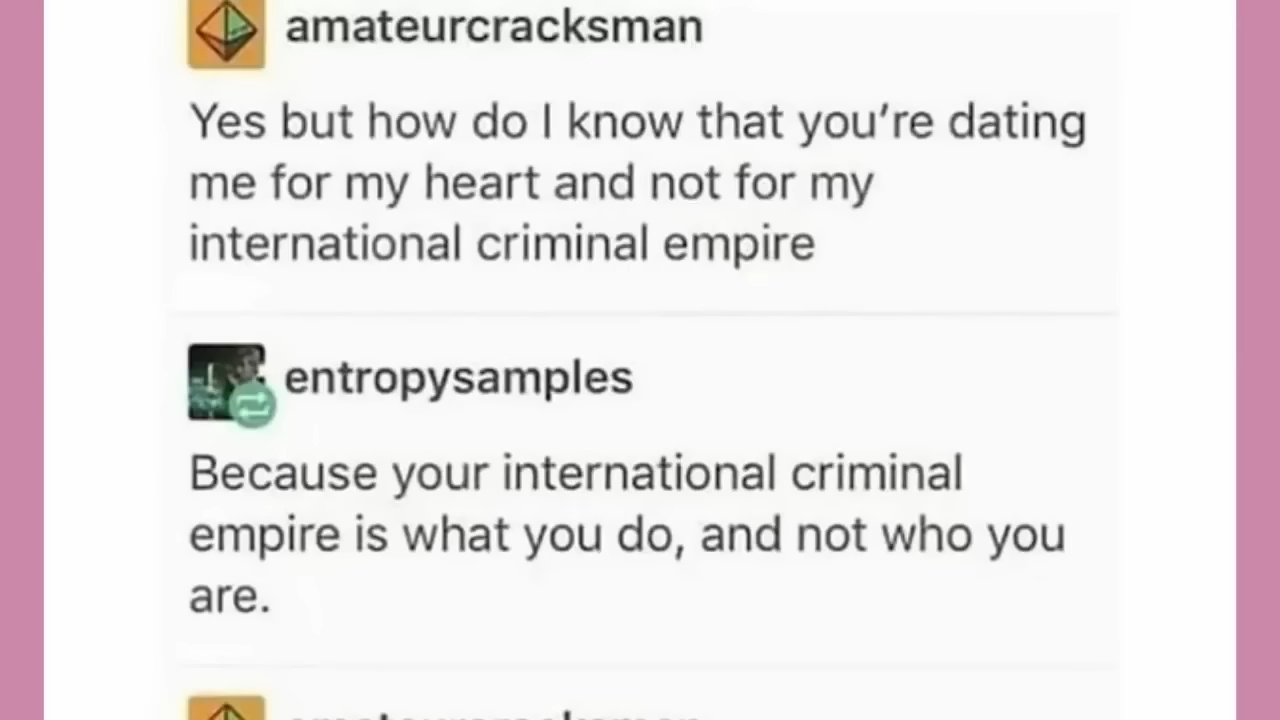 amateurcracksman
Yes but how do I know that you're dating
me for my heart and not for my
international criminal empire
entropysamples
Because your international criminal
empire is what you do, and not who you
are.
amateurcracksman